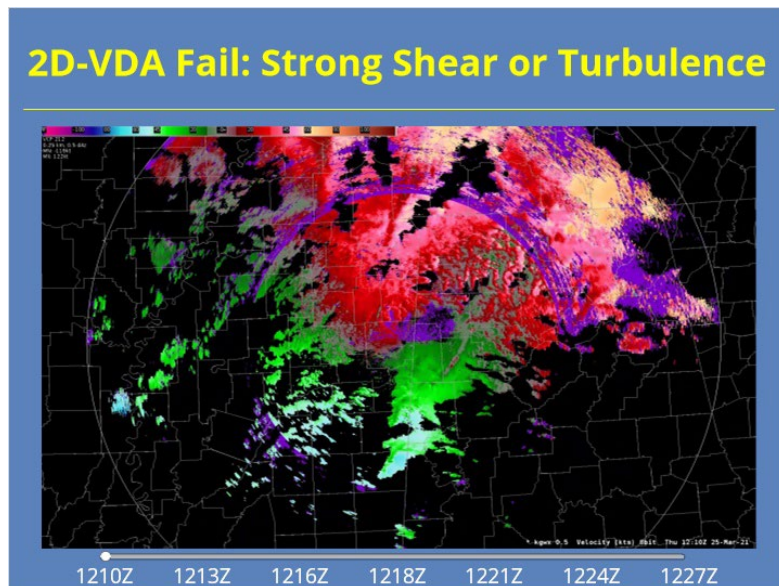 2D-VDA Fail: Strong Shear or Turbulence
* kgwx 0.5 Velocity (kts) 8bit Thu 12:10Z 25-Mar-21
1210Z 1213Z 1216Z 1218Z 1221Z 1224Z 1227Z